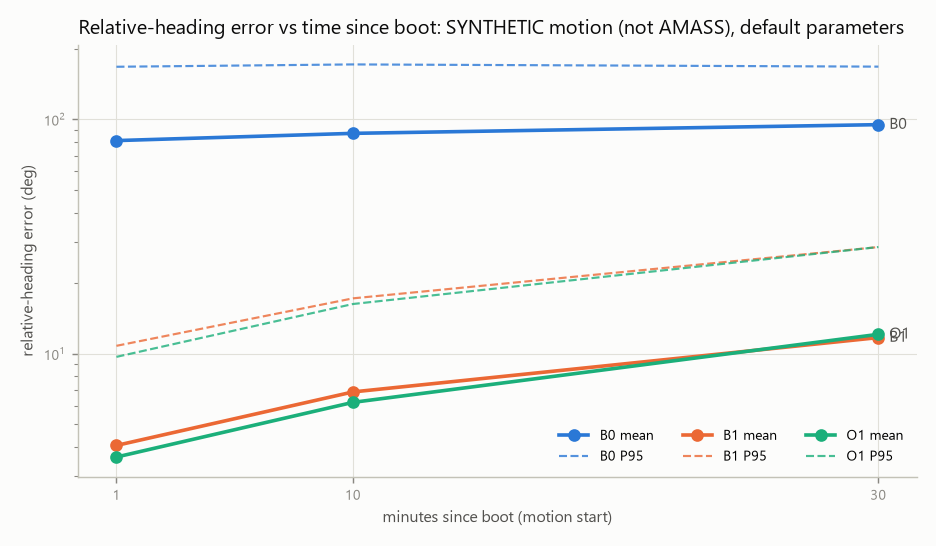 Relative-heading error vs time since boot: SYNTHETIC motion (not AMASS), default parameters
relative-heading error (deg)
10²
10¹
B0
O1
B1
B0 mean
B1 mean
O1 mean
B0 P95
B1 P95
O1 P95
1
10
30
minutes since boot (motion start)